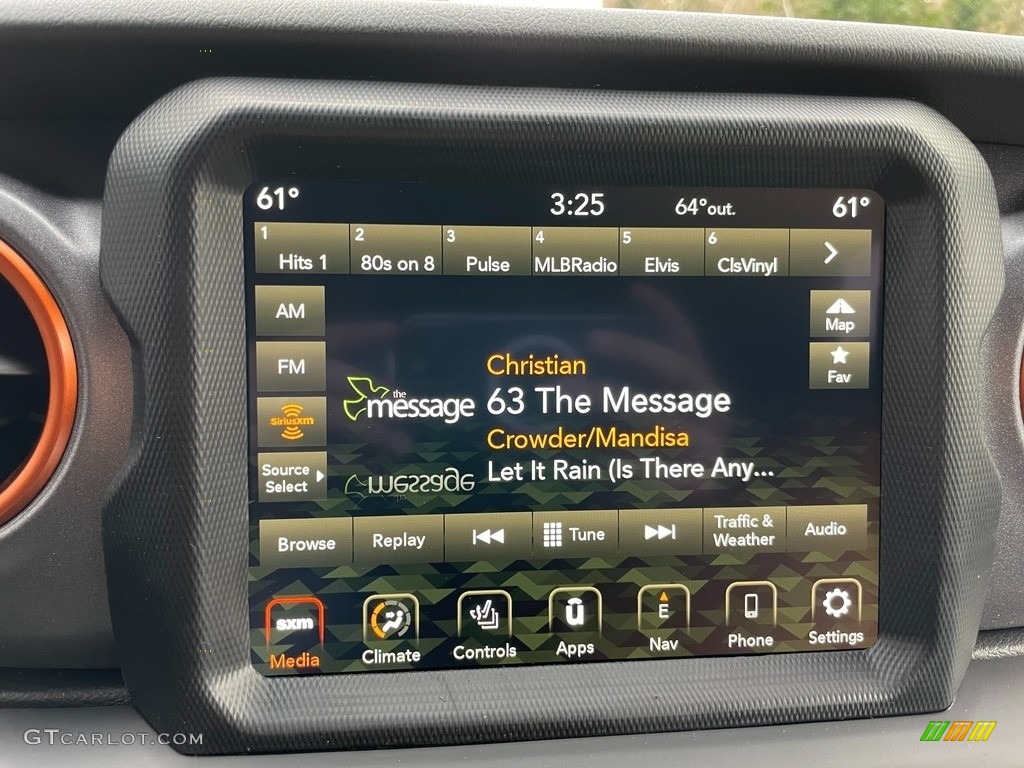 61° 3:25 64°out. 61°
1 2 3 4 5 6
Hits 1 80s on 8 Pulse MLBRadio Elvis ClsVinyl
AM
Map
FM
Fav
Christian
the
message 63 The Message
SiriusXM
Crowder/Mandisa
Source
Select
Let It Rain (Is There Any...
message
Browse Replay Tune Traffic &
Weather Audio
sxm E
Media Climate Controls Apps Nav Phone Settings
GTCARLOT.COM